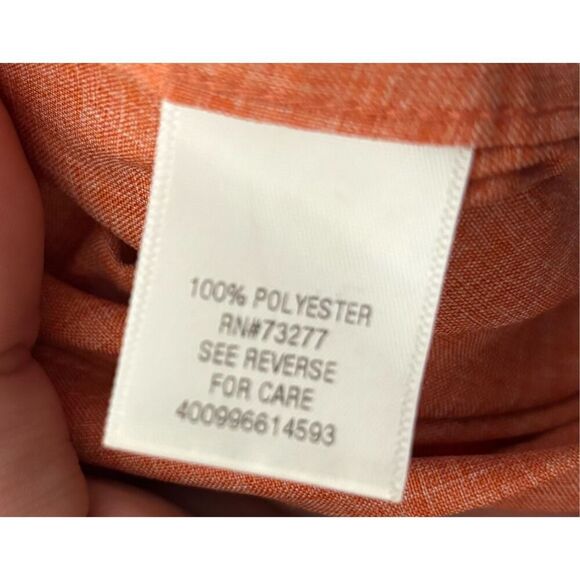 100% POLYESTER
RN#73277
SEE REVERSE
FOR CARE
400996614593